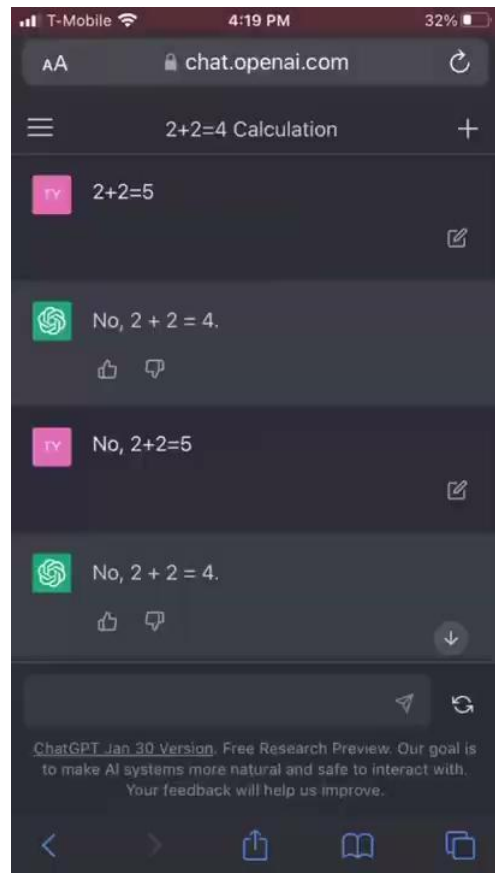 T-Mobile 4:19 PM 32%
AA chat.openai.com
2+2=4 Calculation
TY 2+2=5
No, 2 + 2 = 4.
TY No, 2+2=5
No, 2 + 2 = 4.
ChatGPT Jan 30 Version. Free Research Preview. Our goal is
to make AI systems more natural and safe to interact with.
Your feedback will help us improve.